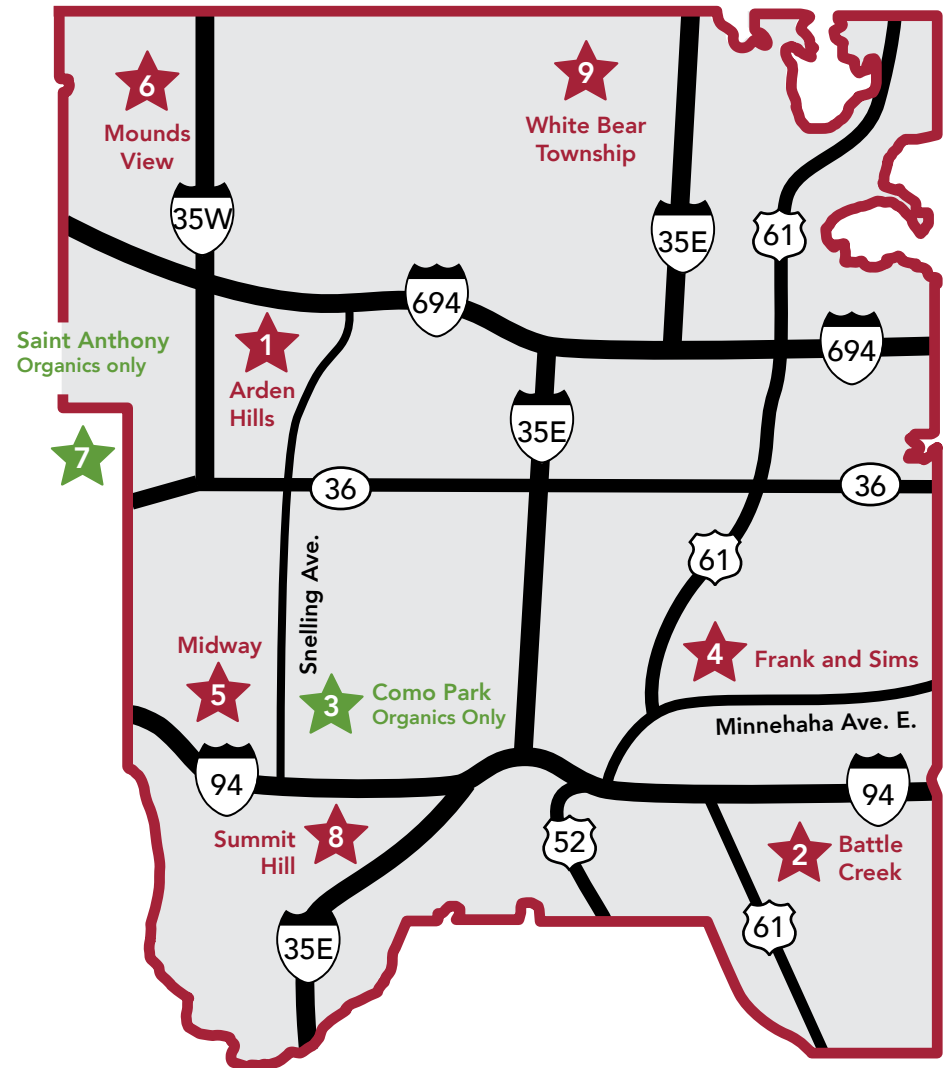 6
Mounds
View
9
White Bear
Township
35W
35E
61
694
694
Saint Anthony
Organics only
1
Arden
Hills
35E
7
36
36
Snelling Ave.
61
Midway
5
3
Como Park
Organics Only
4
Frank and Sims
Minnehaha Ave. E.
94
94
Summit
Hill
8
52
2
Battle
Creek
61
35E